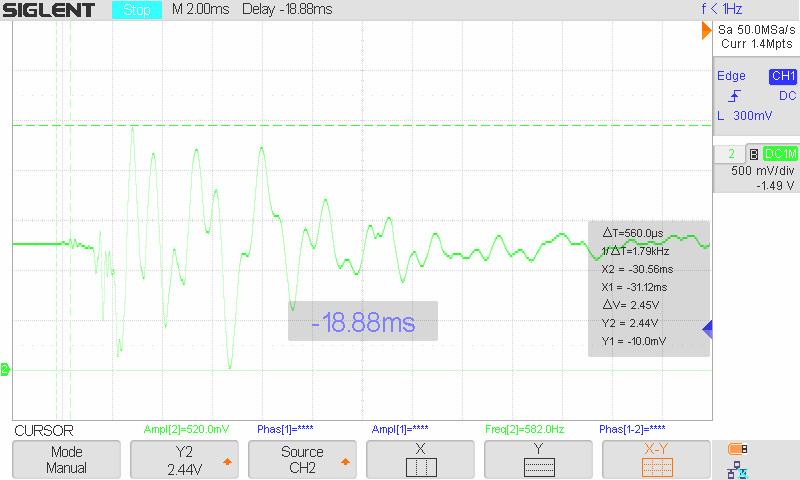 SIGLENT Stop M 2.00ms Delay -18.88ms f < 1Hz
Sa 50.0MSa/s
Curr 1.4Mpts
Edge CH1
DC
L 300mV
2 B DC1M
500 mV/div
-1.49 V
△T=560.0µs
1/△T=1.79kHz
X2 = -30.56ms
X1 = -31.12ms
△V= 2.45V
Y2 = 2.44V
Y1 = -10.0mV
-18.88ms
2
CURSOR Ampl[2]=520.0mV Phas[1]=**** Ampl[1]=**** Freq[2]=582.0Hz Phas[1-2]=****
Mode
Manual
Y2
2.44V
Source
CH2
X
Y
X-Y